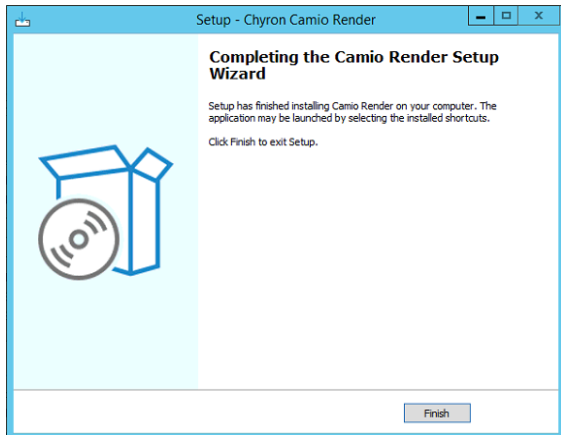 Setup - Chyron Camio Render
Completing the Camio Render Setup
Wizard
Setup has finished installing Camio Render on your computer. The
application may be launched by selecting the installed shortcuts.
Click Finish to exit Setup.
Finish